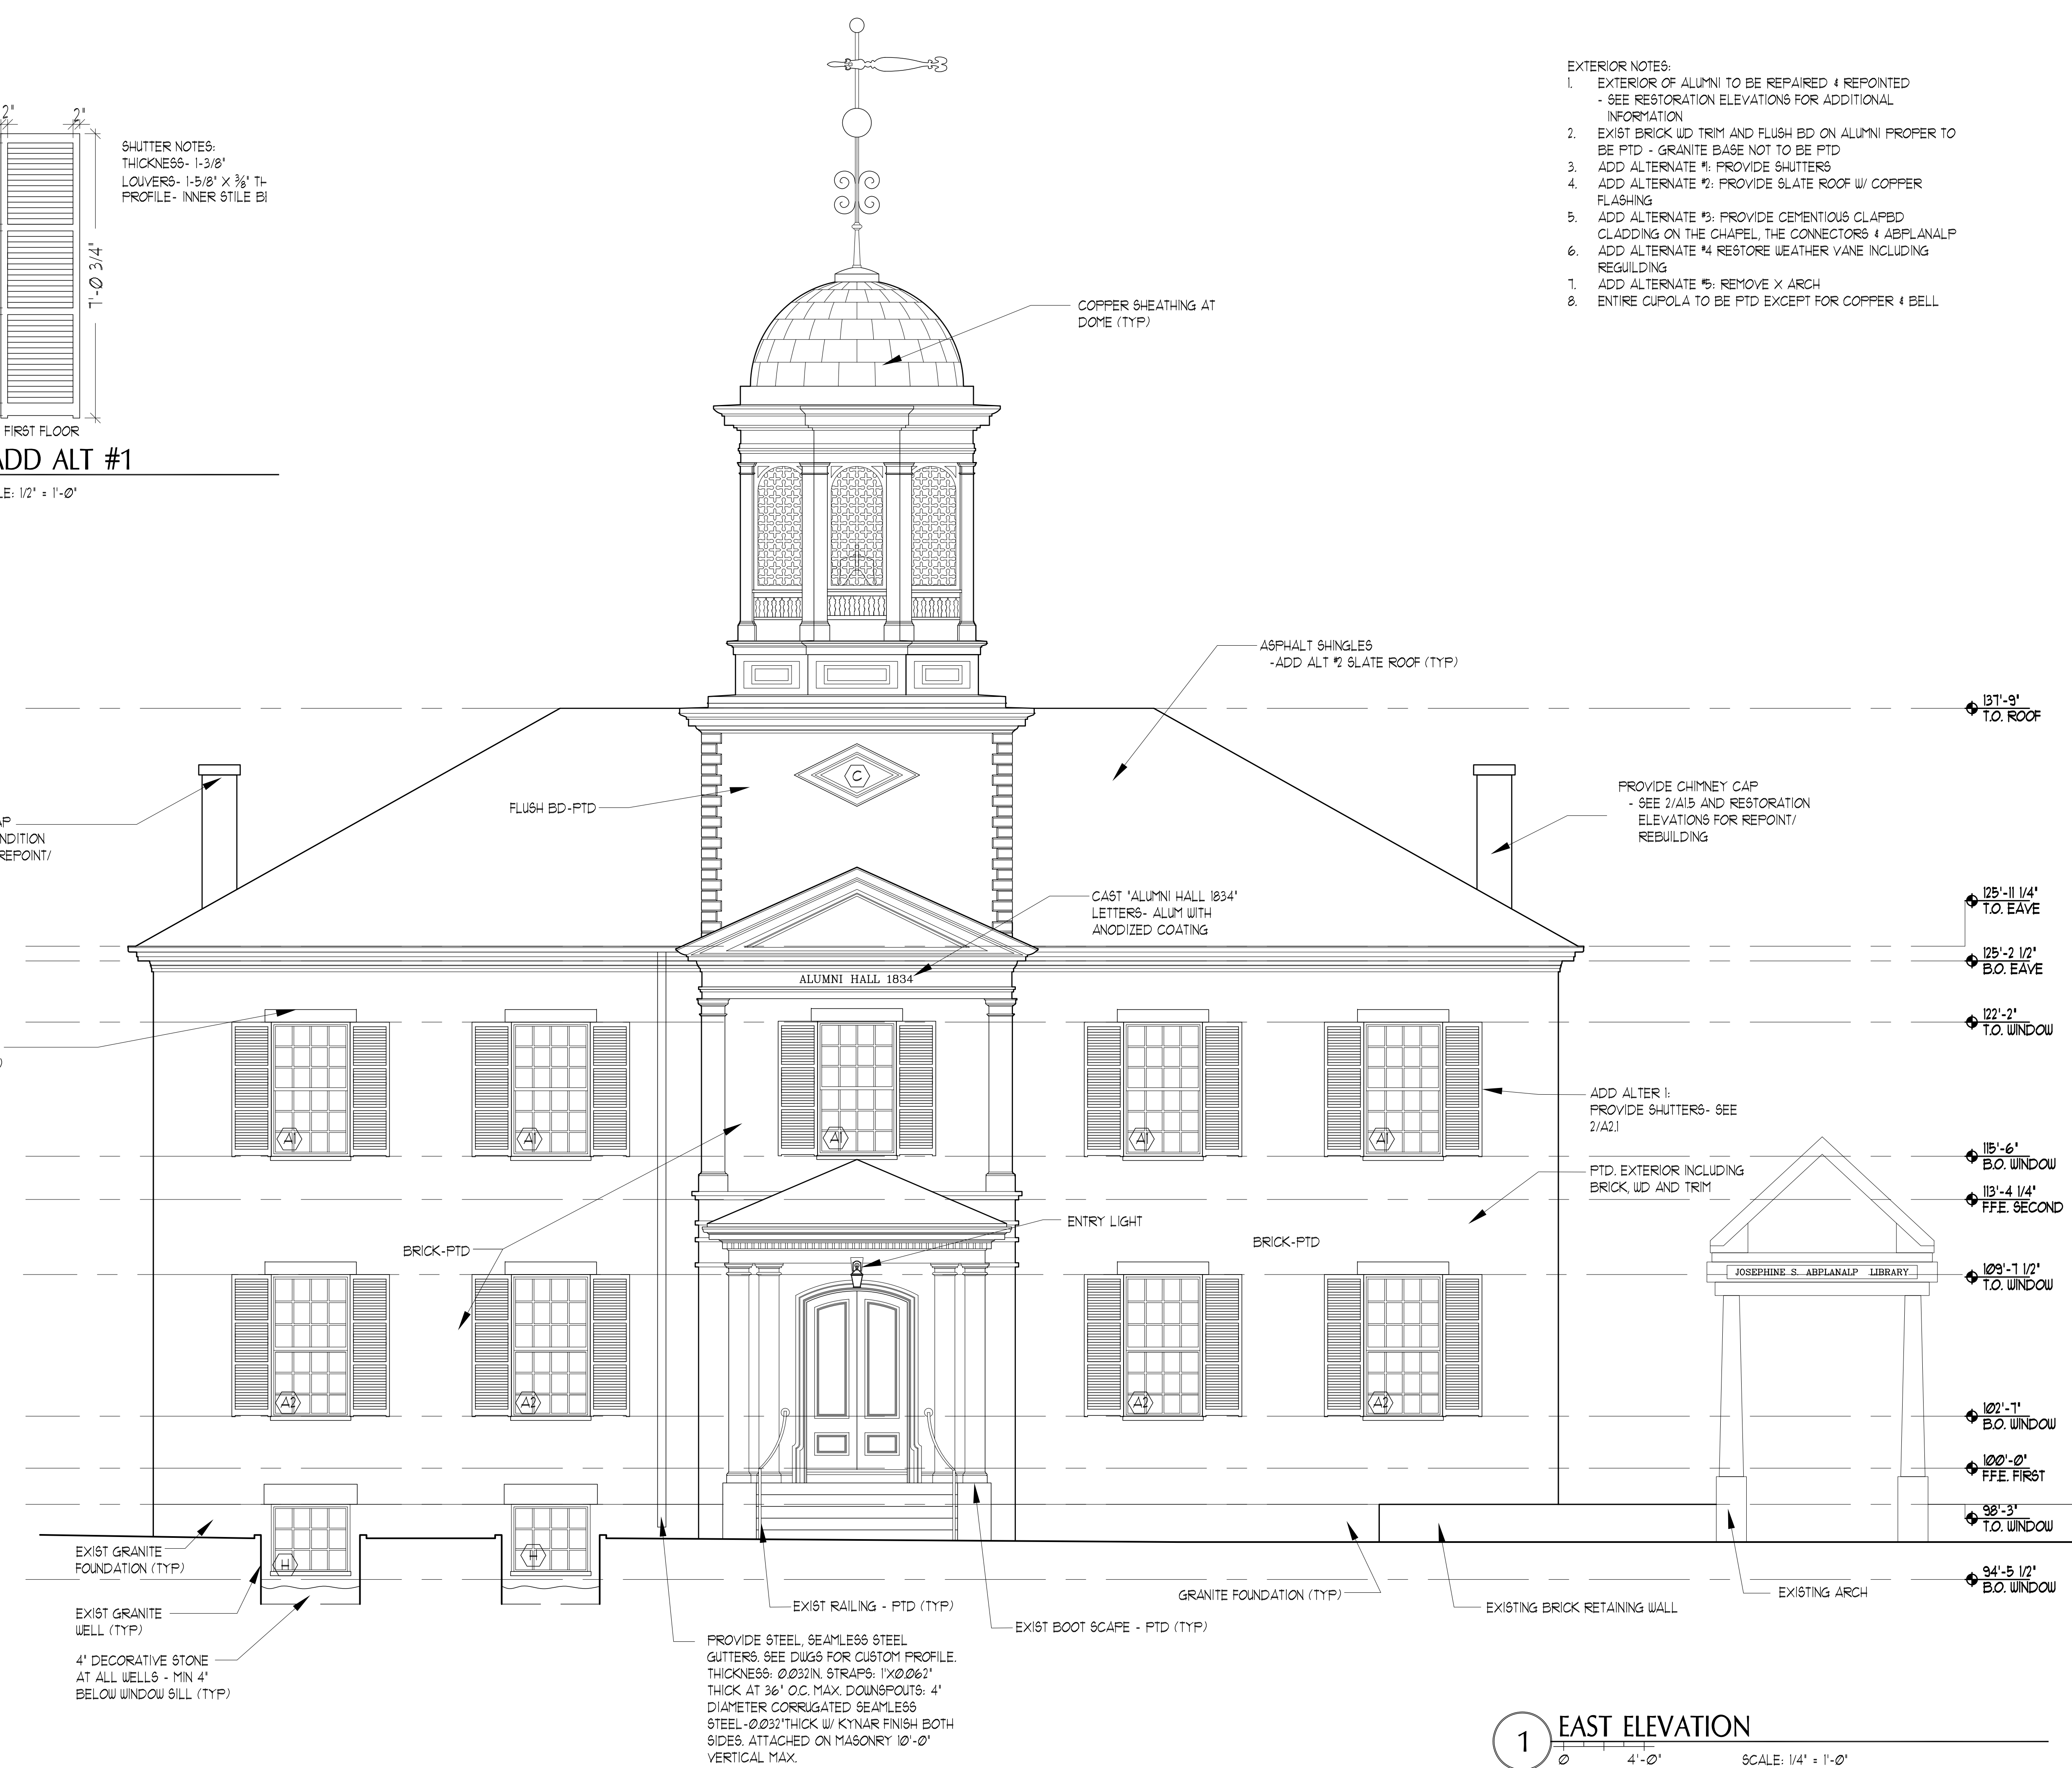 2"
2"
7'-0 3/4"
SHUTTER NOTES:
THICKNESS- 1-3/8"
LOUVERS- 1-5/8" X 3/8" TH
PROFILE- INNER STILE
FIRST FLOOR
ADD ALT #1
1/2" = 1'-0"
EXTERIOR NOTES:
1. EXTERIOR OF ALUMNI TO BE REPAIRED & REPOINTED
- SEE RESTORATION ELEVATIONS FOR ADDITIONAL
INFORMATION
2. EXIST BRICK WD TRIM AND FLUSH BD ON ALUMNI PROPER TO
BE PTD - GRANITE BASE NOT TO BE PTD
3. ADD ALTERNATE #1: PROVIDE SHUTTERS
4. ADD ALTERNATE #2: PROVIDE SLATE ROOF W/ COPPER
FLASHING
5. ADD ALTERNATE #3: PROVIDE CEMENTIOUS CLAPBD
CLADDING ON THE CHAPEL, THE CONNECTORS & ABPLANALP
6. ADD ALTERNATE #4 RESTORE WEATHER VANE INCLUDING
REGUILDING
7. ADD ALTERNATE #5: REMOVE X ARCH
8. ENTIRE CUPOLA TO BE PTD EXCEPT FOR COPPER & BELL
COPPER SHEATHING AT
DOME (TYP)
ASPHALT SHINGLES
-ADD ALT #2 SLATE ROOF (TYP)
137'-9"
T.O. ROOF
C
FLUSH BD-PTD
PROVIDE CHIMNEY CAP
- SEE 2/A1.5 AND RESTORATION
ELEVATIONS FOR REPOINT/
REBUILDING
REPOINT/
CAST "ALUMNI HALL 1834"
LETTERS- ALUM WITH
ANODIZED COATING
125'-11 1/4"
T.O. EAVE
125'-2 1/2"
B.O. EAVE
ALUMNI HALL 1834
122'-2"
T.O. WINDOW
A1
A1
A1
A1
A1
ADD ALTER 1:
PROVIDE SHUTTERS- SEE
2/A2.1
115'-6"
B.O. WINDOW
PTD. EXTERIOR INCLUDING
BRICK, WD AND TRIM
113'-4 1/4"
F.F.E. SECOND
ENTRY LIGHT
BRICK-PTD
BRICK-PTD
JOSEPHINE S. ABPLANALP LIBRARY
109'-7 1/2"
T.O. WINDOW
A2
A2
A2
A2
102'-7"
B.O. WINDOW
100'-0"
F.F.E. FIRST
98'-3"
T.O. WINDOW
H
H
EXIST GRANITE
FOUNDATION (TYP)
94'-5 1/2"
B.O. WINDOW
GRANITE FOUNDATION (TYP)
EXISTING BRICK RETAINING WALL
EXISTING ARCH
EXIST GRANITE
WELL (TYP)
EXIST RAILING - PTD (TYP)
EXIST BOOT SCAPE - PTD (TYP)
4" DECORATIVE STONE
AT ALL WELLS - MIN 4"
BELOW WINDOW SILL (TYP)
PROVIDE STEEL, SEAMLESS STEEL
GUTTERS. SEE DWGS FOR CUSTOM PROFILE.
THICKNESS: 0.032IN. STRAPS: 1"X0.062"
THICK AT 36" O.C. MAX. DOWNSPOUTS: 4"
DIAMETER CORRUGATED SEAMLESS
STEEL-0.032"THICK W/ KYNAR FINISH BOTH
SIDES. ATTACHED ON MASONRY 10'-0"
VERTICAL MAX.
1
EAST ELEVATION
0 4'-0" SCALE: 1/4" = 1'-0"